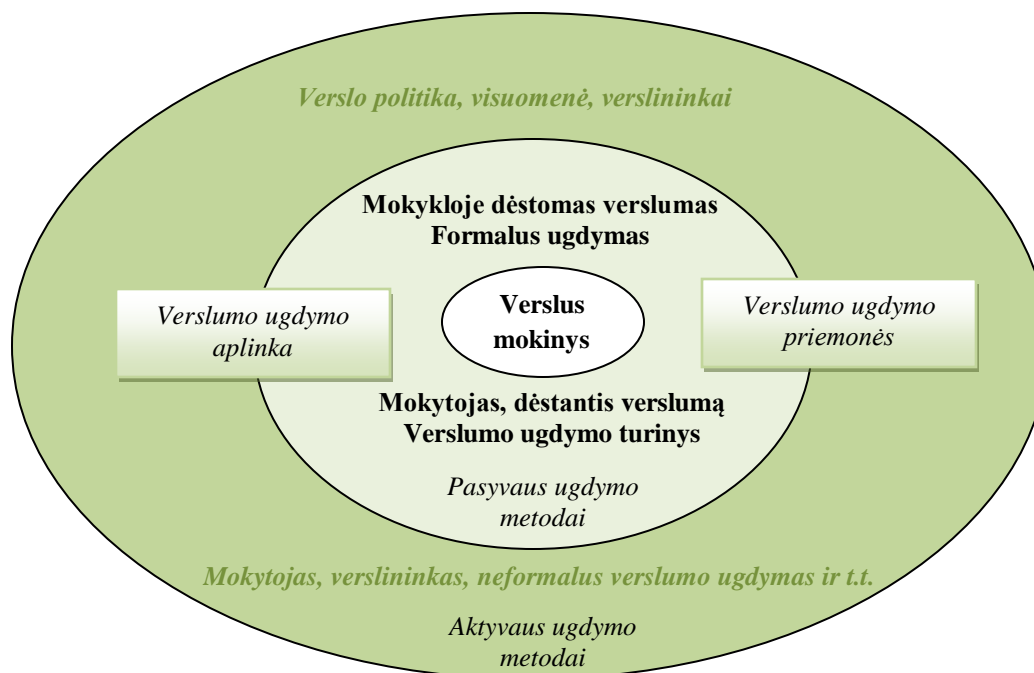 Verslo politika, visuomenė, verslininkai
Mokykloje dėstomas verslumas
Formalus ugdymas
Verslumo ugdymo
aplinka
Verslus
mokinys
Verslumo ugdymo
priemonės
Mokytojas, dėstantis verslumą
Verslumo ugdymo turinys
Pasyvaus ugdymo
metodai
Mokytojas, verslininkas, neformalus verslumo ugdymas ir t.t.
Aktyvaus ugdymo
metodai